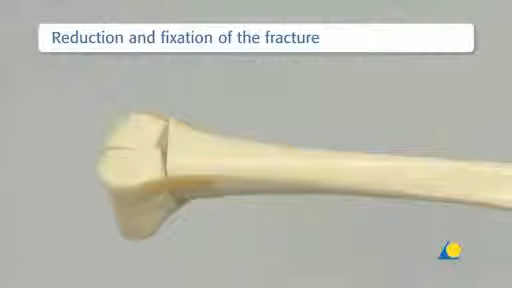 Reduction and fixation of the fracture